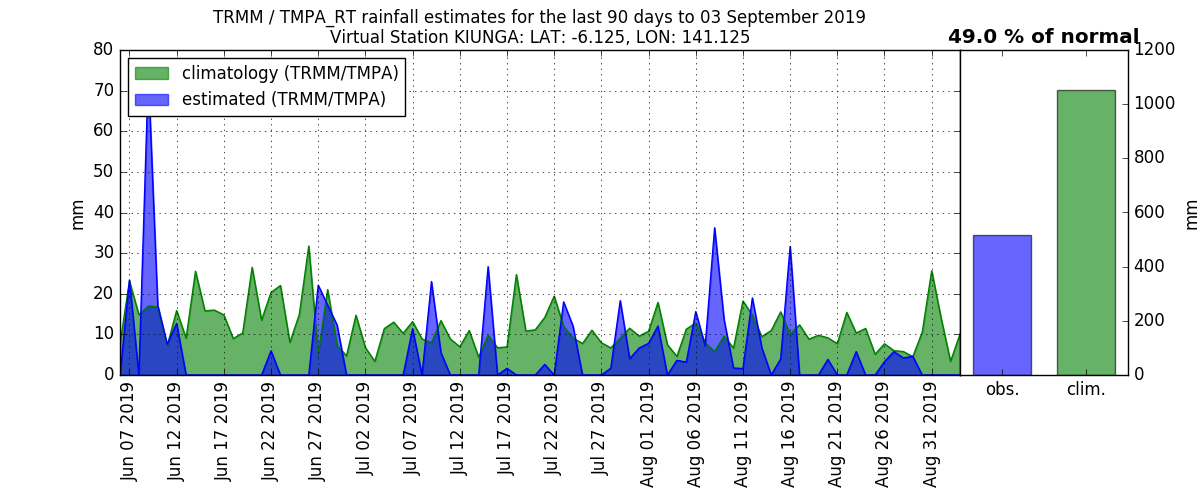 TRMM / TMPA_RT rainfall estimates for the last 90 days to 03 September 2019
Virtual Station KIUNGA: LAT: -6.125, LON: 141.125
49.0 % of normal
climatology (TRMM/TMPA)
estimated (TRMM/TMPA)
mm
80
70
60
50
40
30
20
10
0
Jun 07 2019
Jun 12 2019
Jun 17 2019
Jun 22 2019
Jun 27 2019
Jul 02 2019
Jul 07 2019
Jul 12 2019
Jul 17 2019
Jul 22 2019
Jul 27 2019
Aug 01 2019
Aug 06 2019
Aug 11 2019
Aug 16 2019
Aug 21 2019
Aug 26 2019
Aug 31 2019
obs.
clim.
1200
1000
800
600
400
200
0
mm